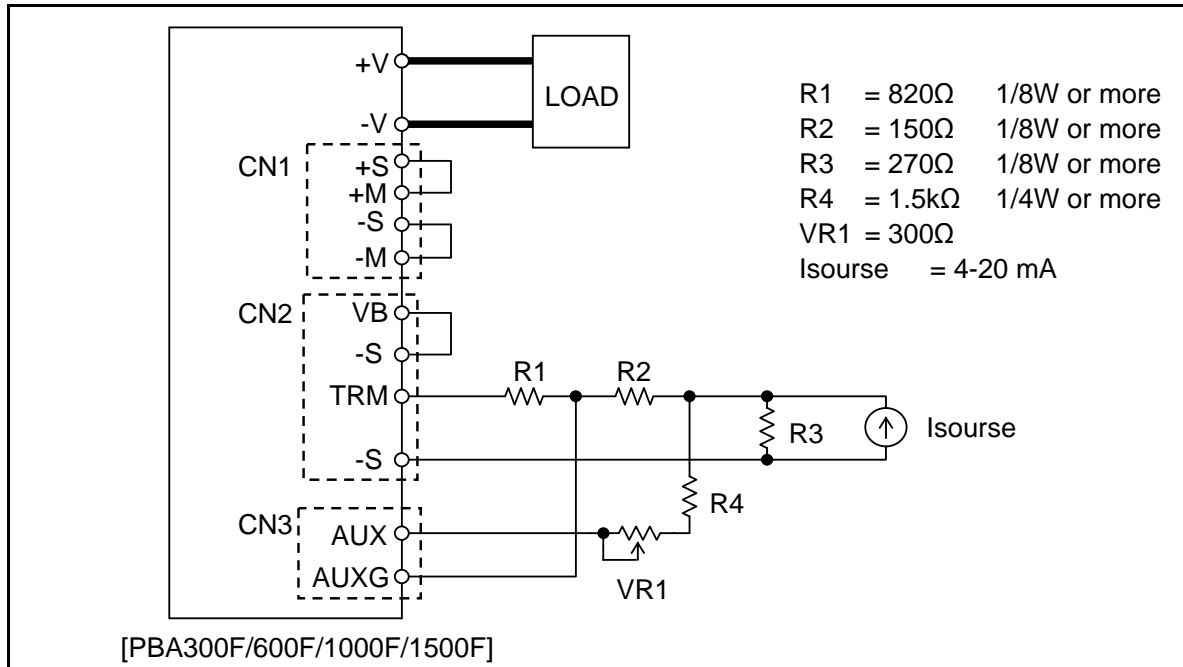 +V
-V
LOAD
CN1
+S
+M
-S
-M
CN2
VB
-S
TRM
-S
CN3
AUX
AUXG
R1
R2
R3
R4
VR1
Isourse
R1 = 820Ω 1/8W or more
R2 = 150Ω 1/8W or more
R3 = 270Ω 1/8W or more
R4 = 1.5kΩ 1/4W or more
VR1 = 300Ω
Isourse = 4-20 mA
[PBA300F/600F/1000F/1500F]